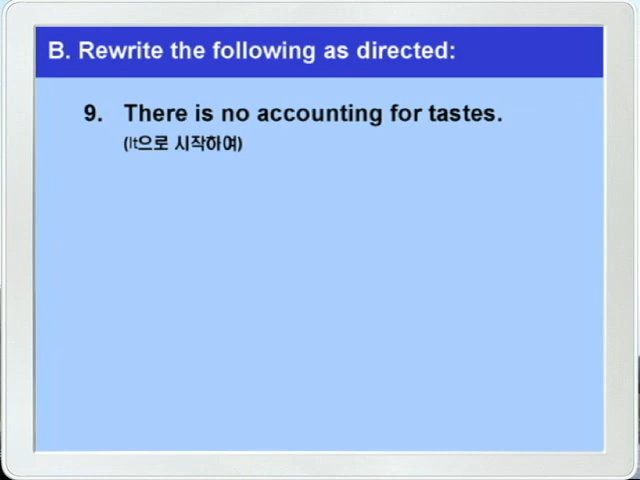 B. Rewrite the following as directed:
9. There is no accounting for tastes.
(It으로 시작하여)